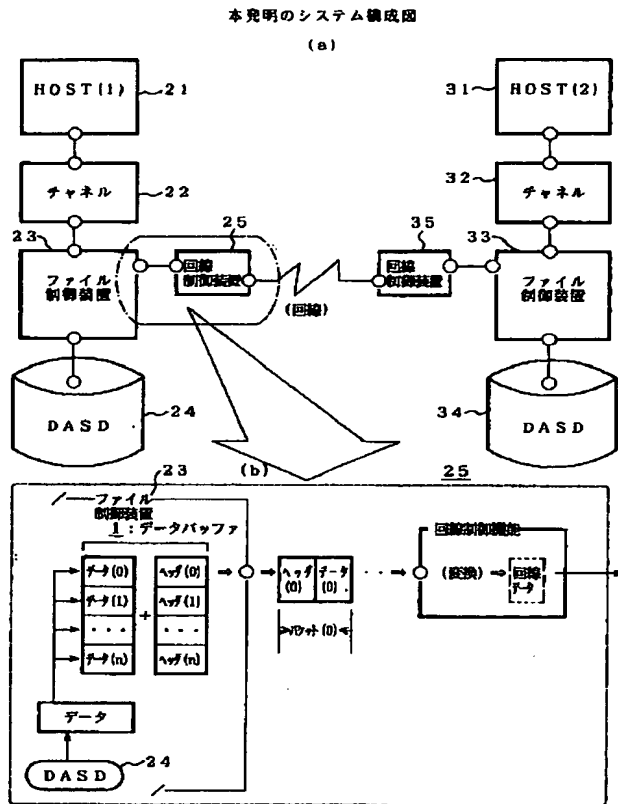 本発明のシステム構成図
(a)
HOST(1)
21
31
HOST(2)
チャネル
22
32
チャネル
23
25
35
33
ファイル
制御装置
回線
制御装置
(回線)
回線
制御装置
ファイル
制御装置
DASD
24
34
DASD
(b)
23
25
ファイル
制御装置
1:データバッファ
データ(0)
データ(1)
・・・
データ(n)
+
ヘッダ(0)
ヘッダ(1)
・・・
ヘッダ(n)
ヘッダ
(0)
データ
(0)
パケット(0)
・・・
回線制御機能
(変換)
回線
データ
データ
DASD
24